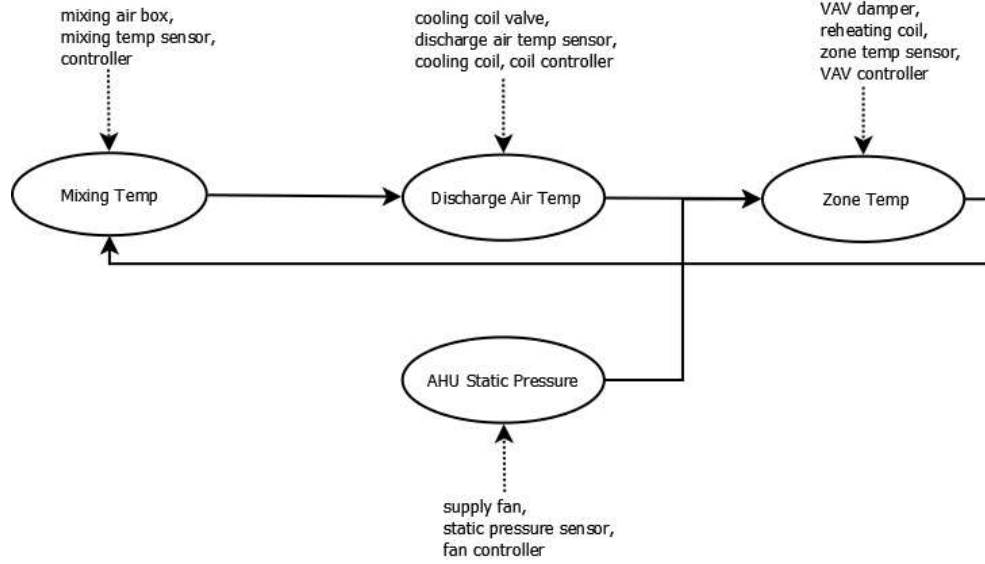 mixing air box,
mixing temp sensor,
controller
cooling coil valve,
discharge air temp sensor,
cooling coil, coil controller
VAV damper,
reheating coil,
zone temp sensor,
VAV controller
Mixing Temp
Discharge Air Temp
Zone Temp
AHU Static Pressure
supply fan,
static pressure sensor,
fan controller